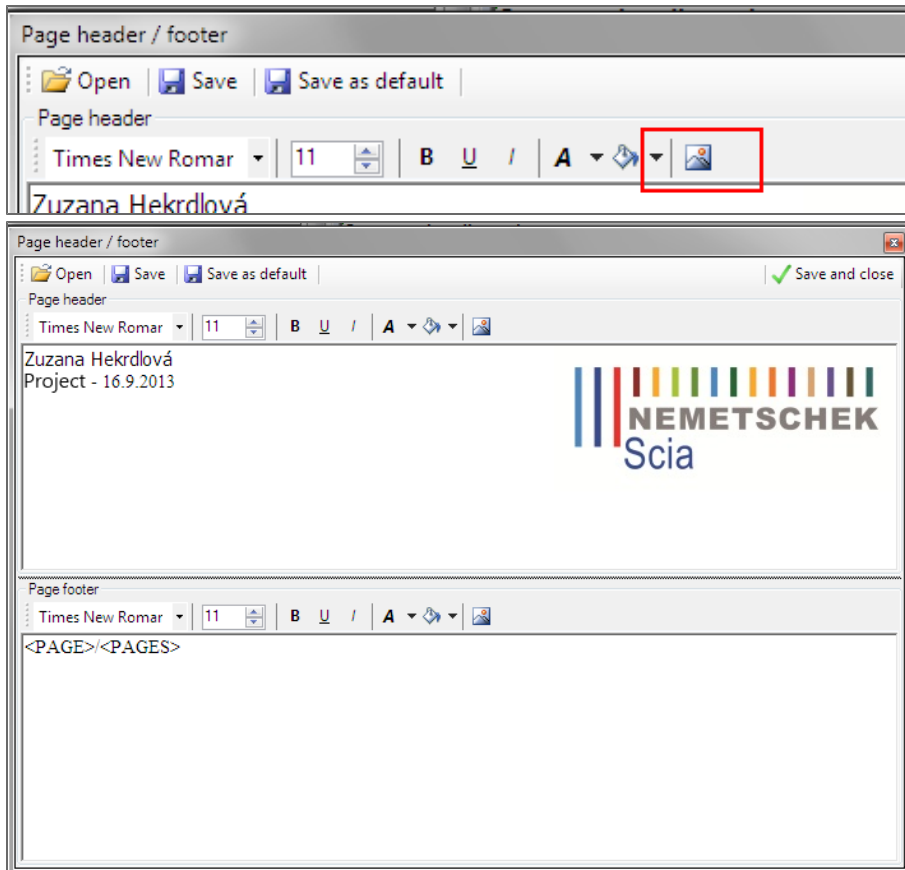 Page header / footer
Open Save Save as default
Page header
Times New Romar 11 B U I A
Zuzana Hekrdlová
Page header / footer
Open Save Save as default Save and close
Page header
Times New Romar 11 B U I A
Zuzana Hekrdlová
Project - 16.9.2013
NEMETSCHEK
Scia
Page footer
Times New Romar 11 B U I A
<PAGE>/<PAGES>